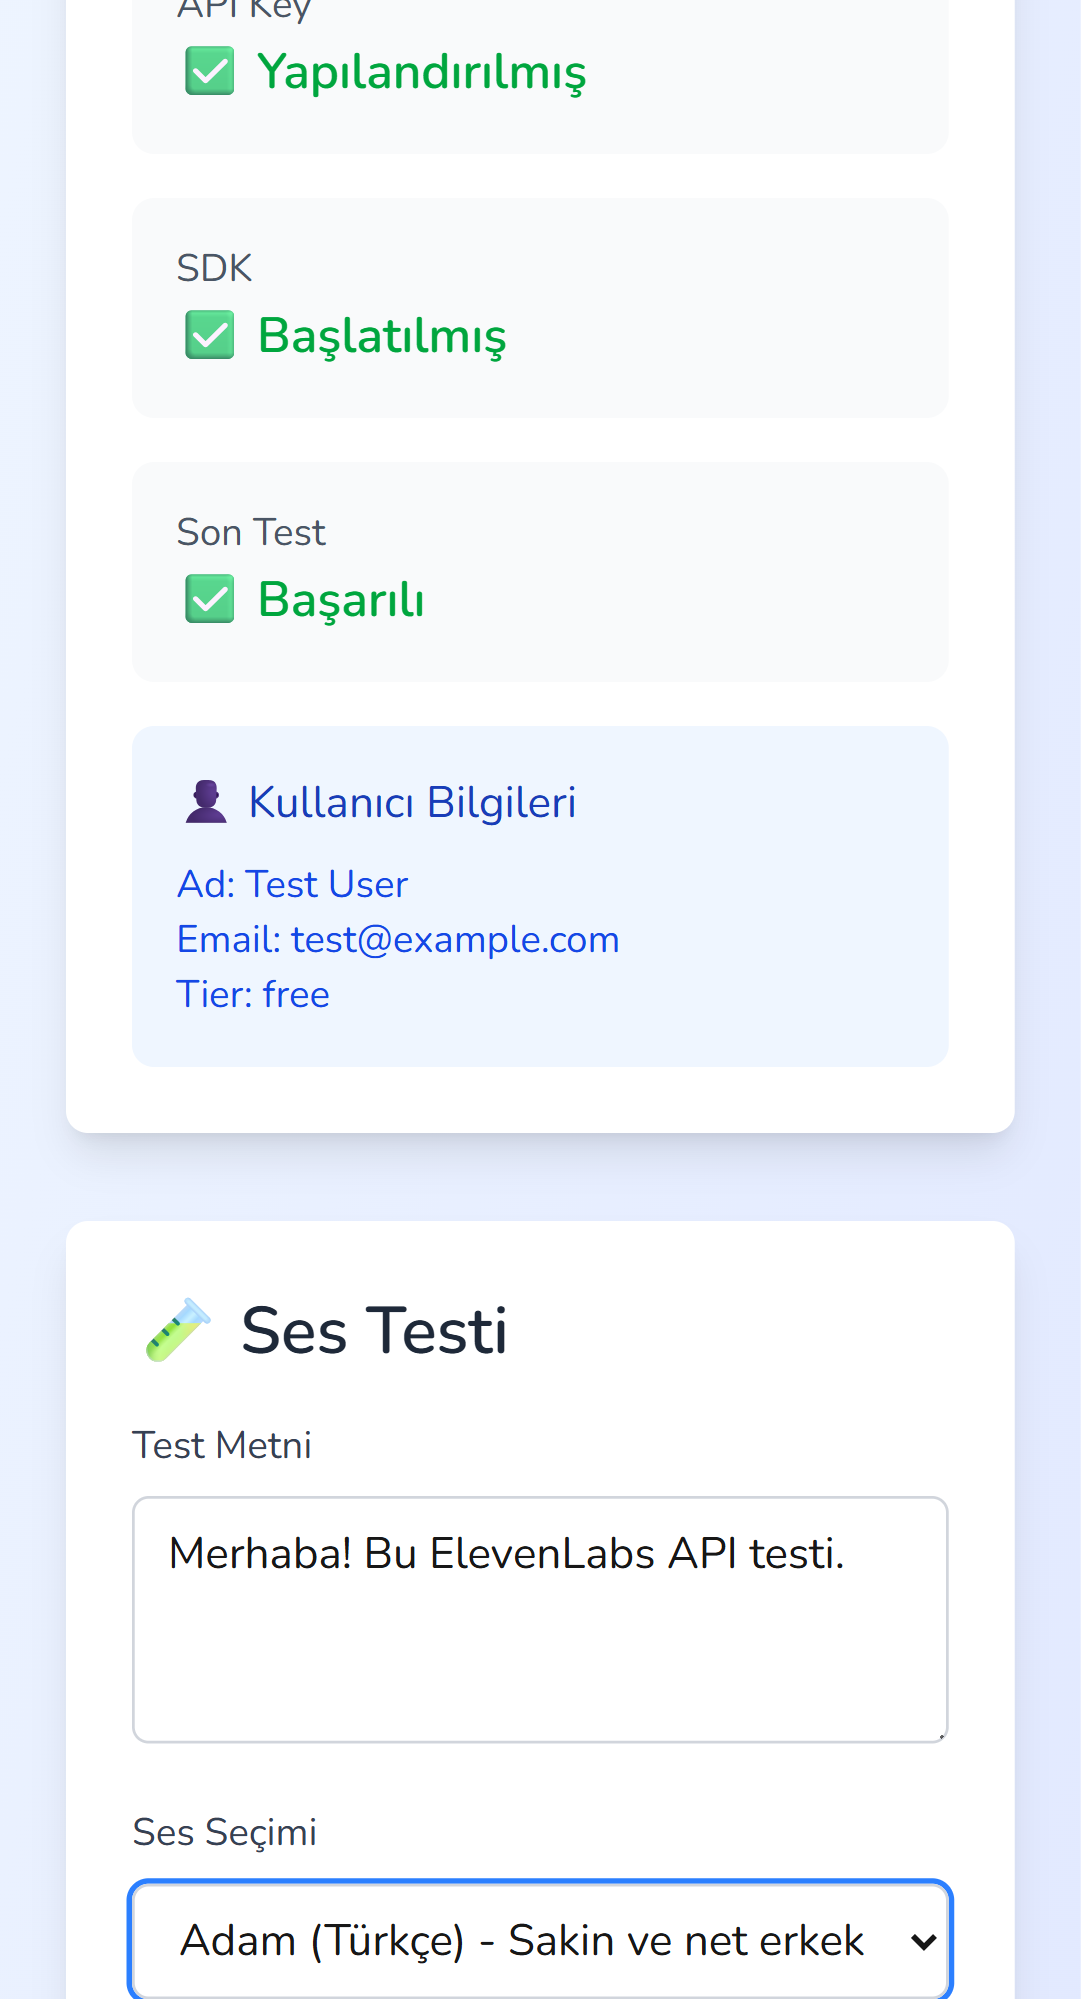 API Key
Yapılandırılmış
SDK
Başlatılmış
Son Test
Başarılı
Kullanıcı Bilgileri
Ad: Test User
Email: test@example.com
Tier: free
Ses Testi
Test Metni
Merhaba! Bu ElevenLabs API testi.
Ses Seçimi
Adam (Türkçe) - Sakin ve net erkek